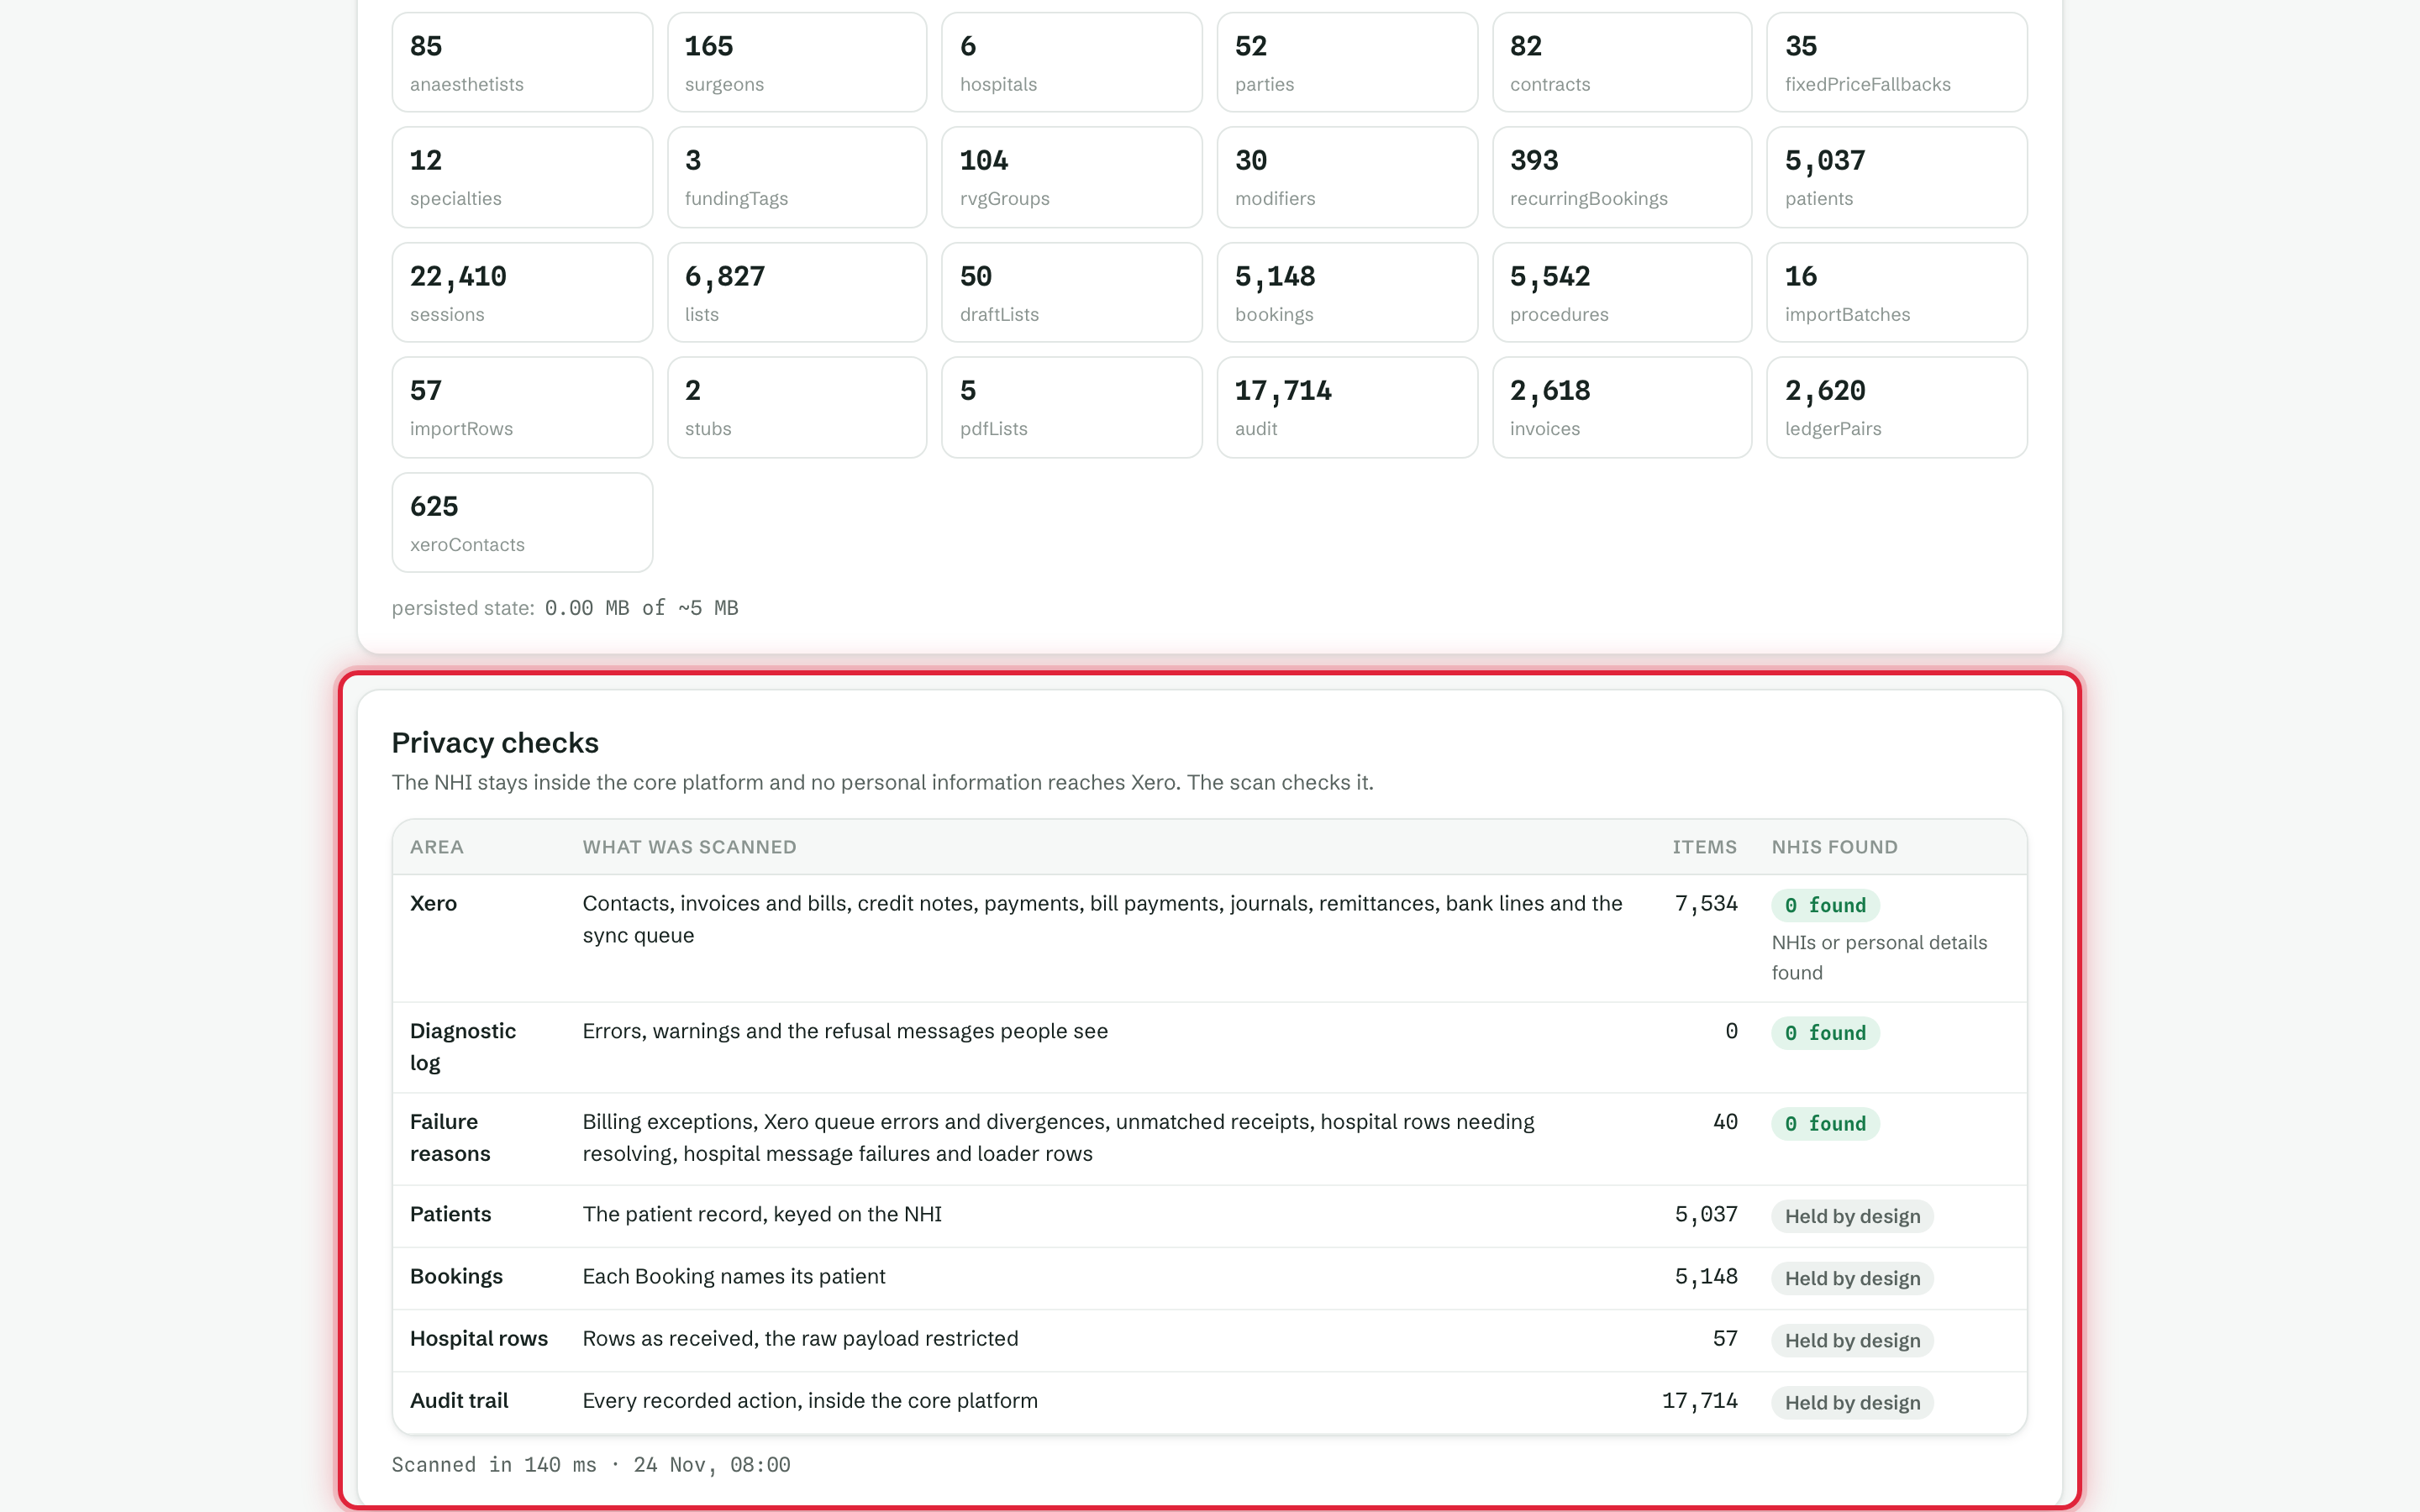 85 165 6 52 82 35
anaesthetists surgeons hospitals parties contracts fixedPriceFallbacks
12 3 104 30 393 5,037
specialties fundingTags rvgGroups modifiers recurringBookings patients
22,410 6,827 50 5,148 5,542 16
sessions lists draftLists bookings procedures importBatches
57 2 5 17,714 2,618 2,620
importRows stubs pdfLists audit invoices ledgerPairs
625
xeroContacts
persisted state: 0.00 MB of ~5 MB
Privacy checks
The NHI stays inside the core platform and no personal information reaches Xero. The scan checks it.
AREA WHAT WAS SCANNED ITEMS NHIS FOUND
Xero Contacts, invoices and bills, credit notes, payments, bill payments, journals, remittances, bank lines and the 7,534 0 found
sync queue NHIs or personal details
found
Diagnostic Errors, warnings and the refusal messages people see 0 0 found
log
Failure Billing exceptions, Xero queue errors and divergences, unmatched receipts, hospital rows needing 40 0 found
reasons resolving, hospital message failures and loader rows
Patients The patient record, keyed on the NHI 5,037 Held by design
Bookings Each Booking names its patient 5,148 Held by design
Hospital rows Rows as received, the raw payload restricted 57 Held by design
Audit trail Every recorded action, inside the core platform 17,714 Held by design
Scanned in 140 ms · 24 Nov, 08:00